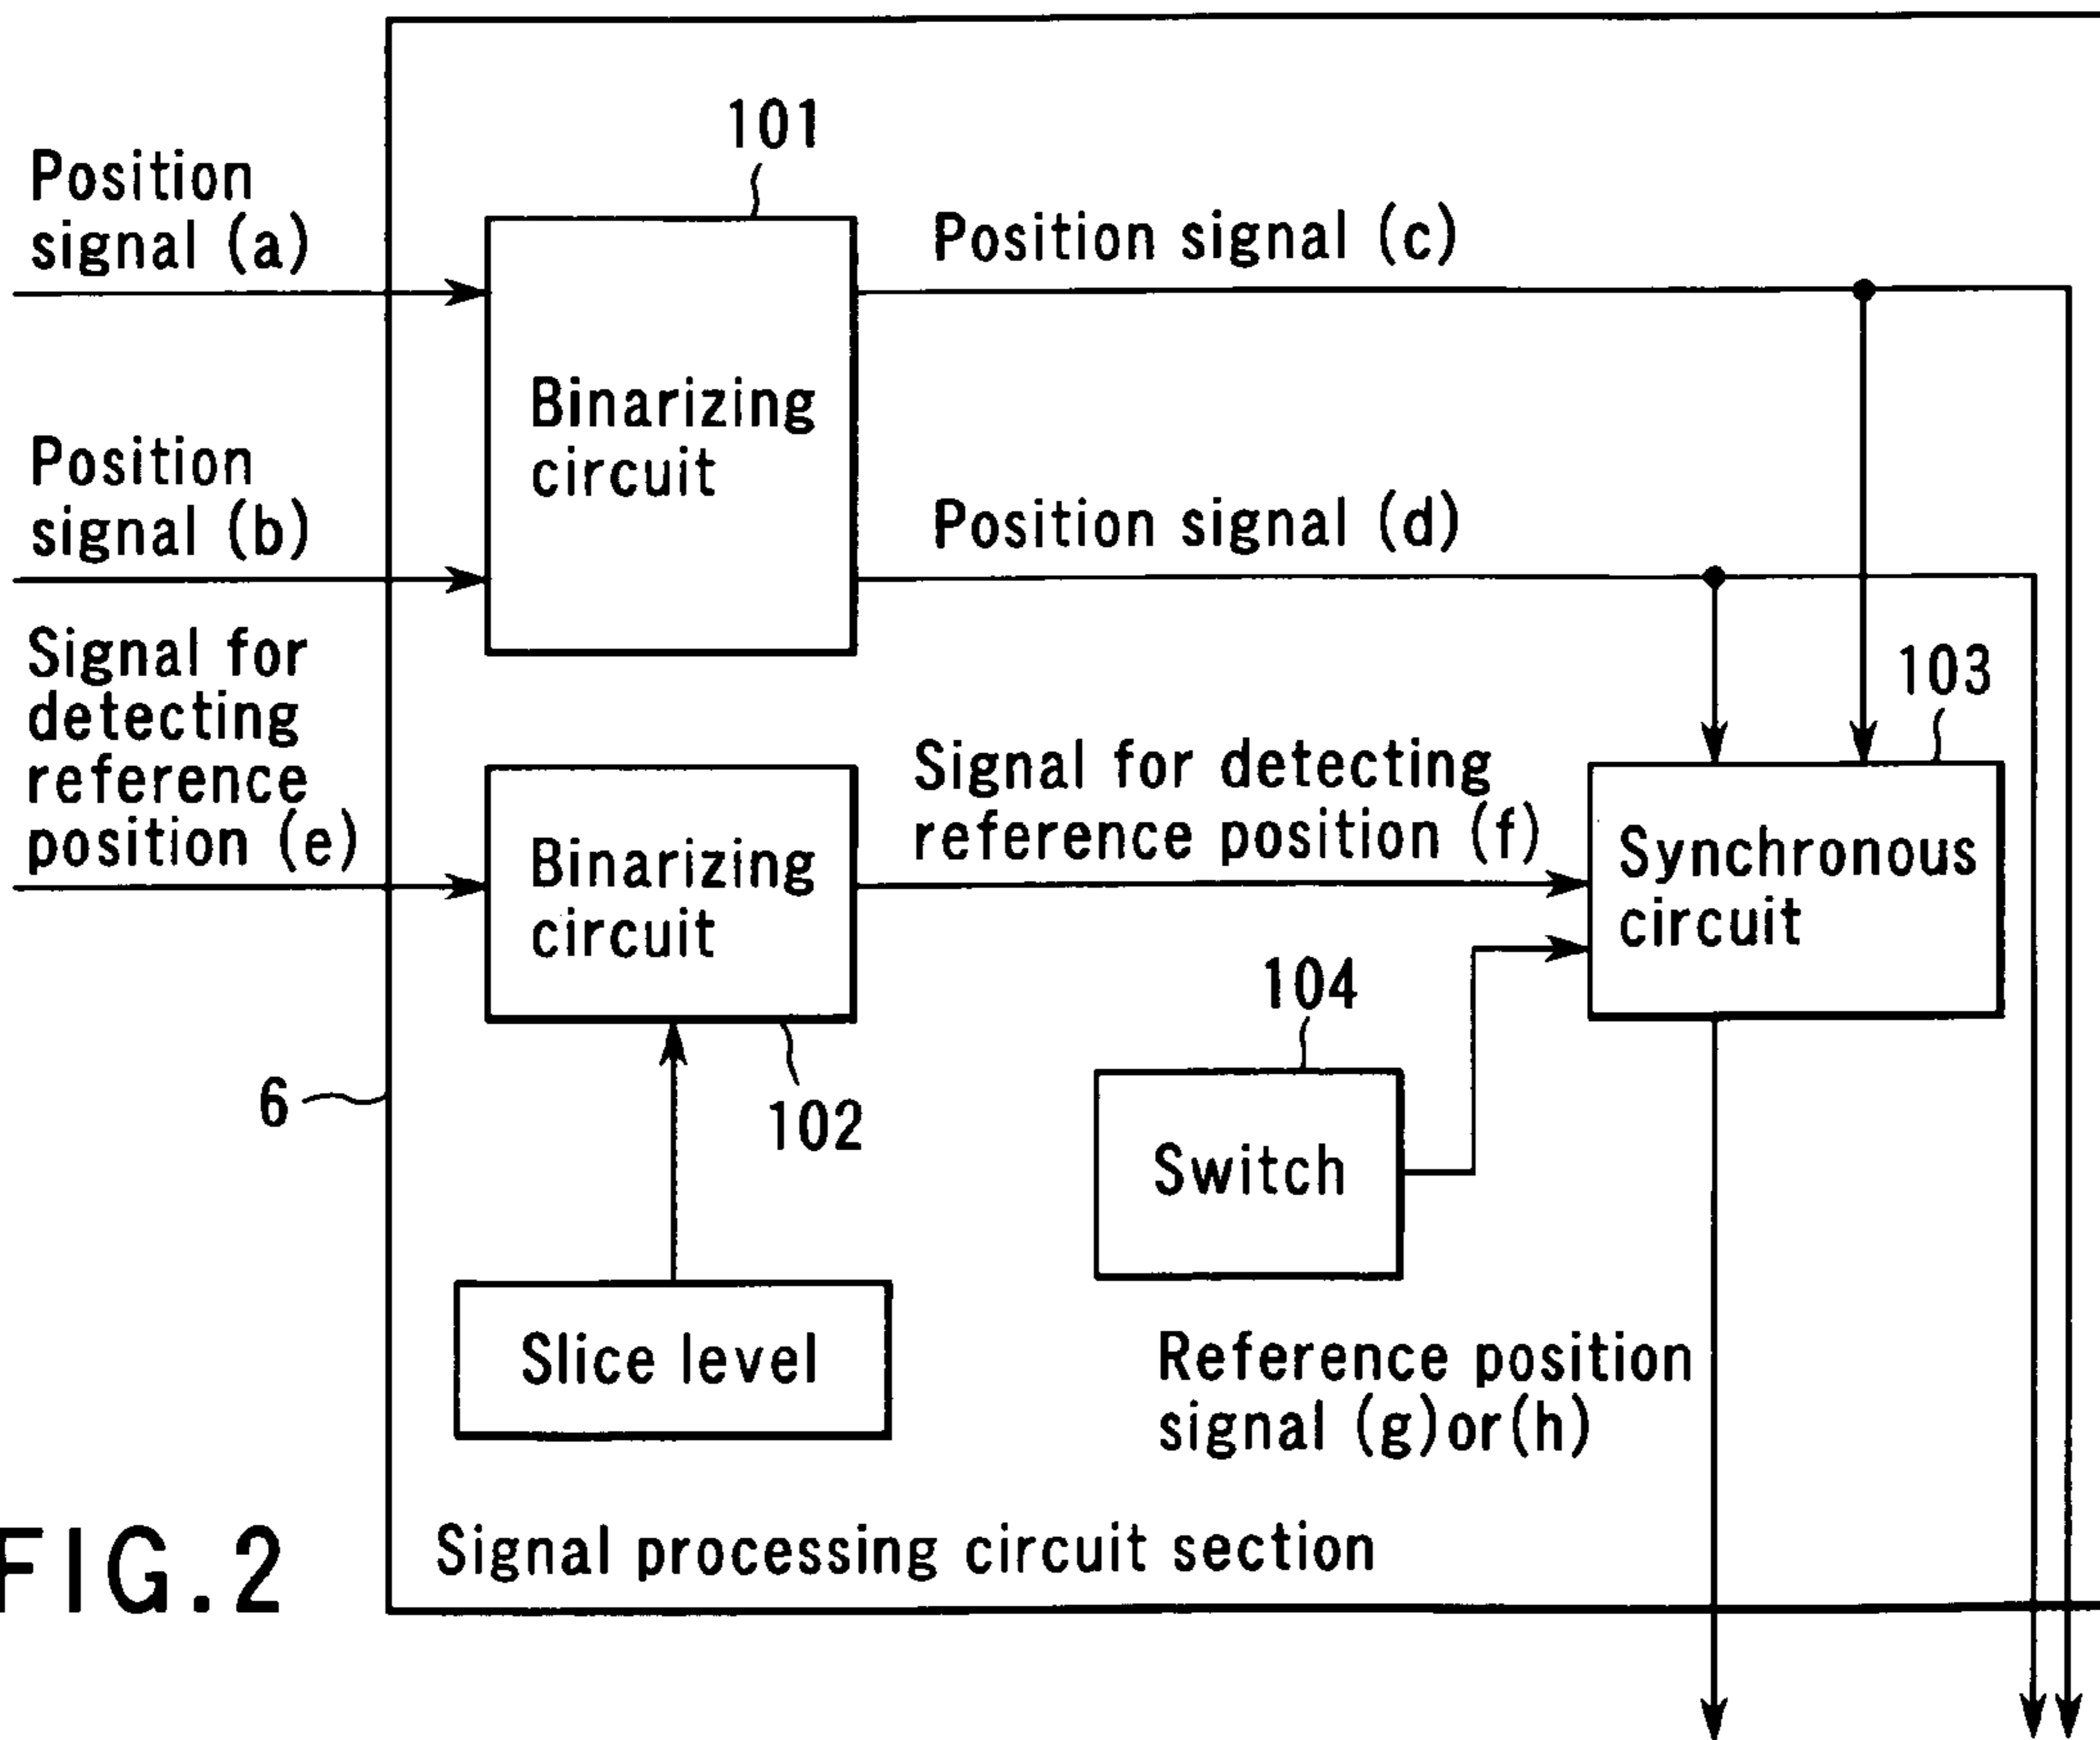 101
Position
signal (a)
Position signal (c)
Binarizing
circuit
Position
signal (b)
Position signal (d)
Signal for
detecting
reference
position (e)
103
Signal for detecting
reference position (f)
Binarizing
circuit
Synchronous
circuit
104
6
102
Switch
Slice level
Reference position
signal (g)or(h)
Signal processing circuit section
FIG.2